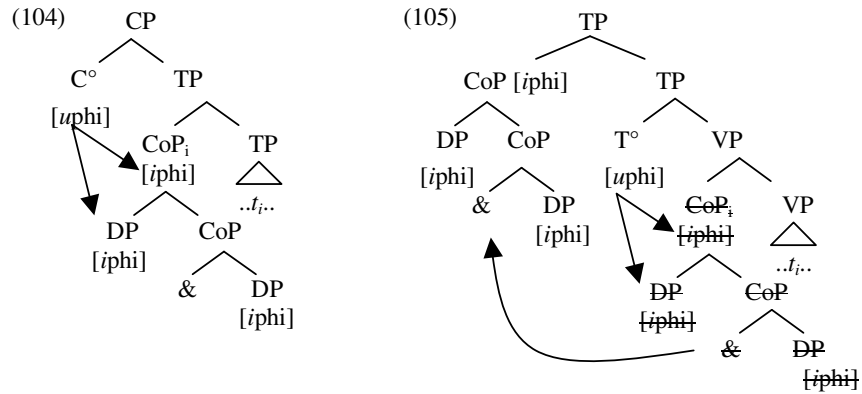 (104)
CP
C° TP
[uphi]
CoPi TP
[iphi]
..ti..
DP CoP
[iphi]
& DP
[iphi]
(105)
TP
CoP [iphi] TP
DP CoP T° VP
[iphi] [uphi]
& DP CoPi VP
[iphi] [iphi]
..ti..
DP CoP
[iphi]
& DP
[iphi]